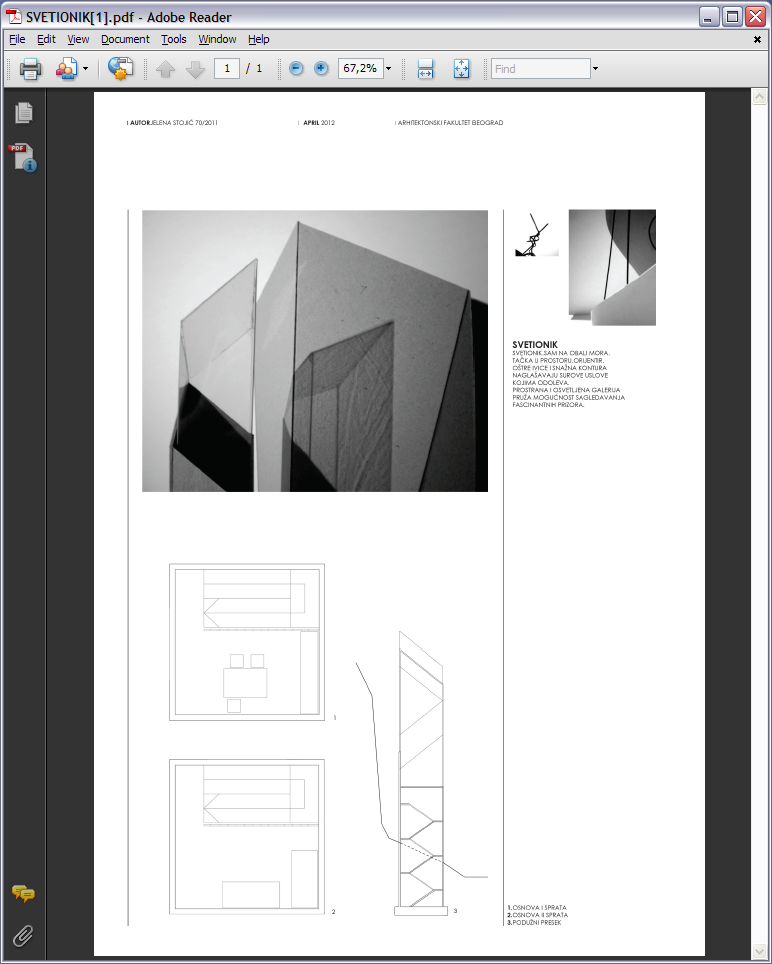 SVETIONIK[1].pdf - Adobe Reader
File Edit View Document Tools Window Help
1 / 1 67,2% Find
PDF
I AUTORJELENA STOJIĆ 70/2011 I APRIL 2012 I ARHITEKTONSKI FAKULTET BEOGRAD
SVETIONIK
SVETIONIK.SAM NA OBALI MORA.
TAČKA U PROSTORU.ORIJENTIR.
OŠTRE IVICE I SNAŽNA KONTURA
NAGLAŠAVAJU SUROVE USLOVE
KOJIMA ODOLEVA.
PROSTRANA I OSVETLJENA GALERIJA
PRUŽA MOGUĆNOST SAGLEDAVANJA
FASCINANTNIH PRIZORA.
1
2
3
1.OSNOVA I SPRATA
2.OSNOVA II SPRATA
3.PODUŽNI PRESEK